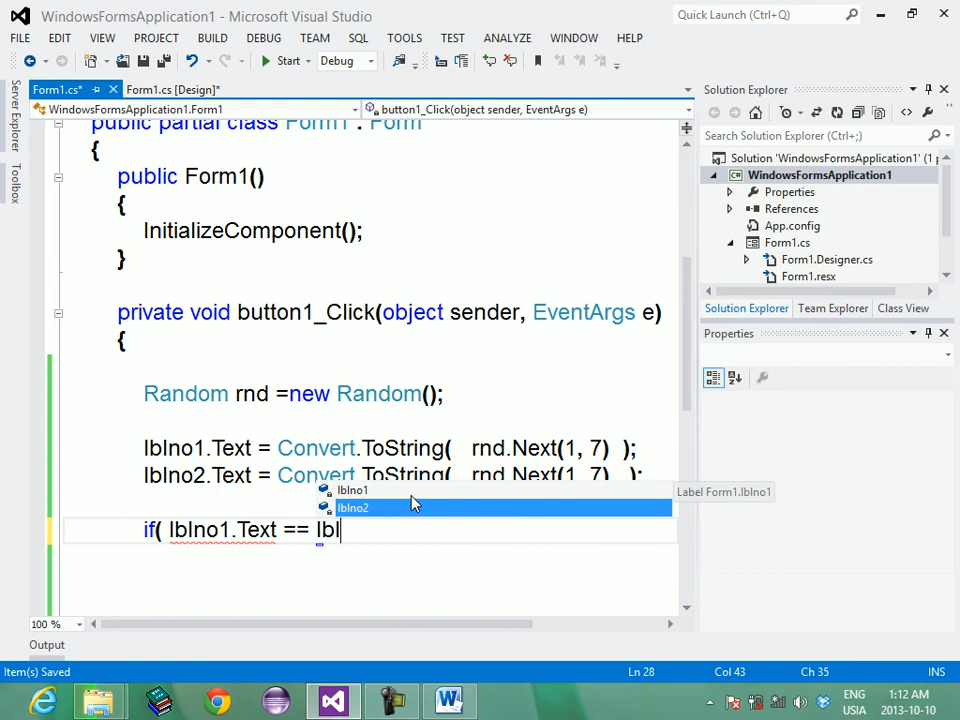 WindowsFormsApplication1 - Microsoft Visual Studio
Quick Launch (Ctrl+Q)
FILE EDIT VIEW PROJECT BUILD DEBUG TEAM SQL TOOLS TEST ANALYZE WINDOW HELP
Start Debug
Form1.cs* Form1.cs [Design]*
WindowsFormsApplication1.Form1
button1_Click(object sender, EventArgs e)
Server Explorer
Toolbox
public partial class Form1 : Form
{
public Form1()
{
InitializeComponent();
}
private void button1_Click(object sender, EventArgs e)
{
Random rnd =new Random();
lblno1.Text = Convert.ToString( rnd.Next(1, 7) );
lblno2.Text = Convert.ToString( rnd.Next(1, 7) );
lblno1
lblno2
Label Form1.lblno1
if( lblno1.Text == lbl
100 %
Output
Solution Explorer
Search Solution Explorer (Ctrl+;)
Solution 'WindowsFormsApplication1' (1 p
WindowsFormsApplication1
Properties
References
App.config
Form1.cs
Form1.Designer.cs
Form1.resx
Solution Explorer Team Explorer Class View
Properties
Item(s) Saved Ln 28 Col 43 Ch 35 INS
ENG 1:12 AM
USIA 2013-10-10